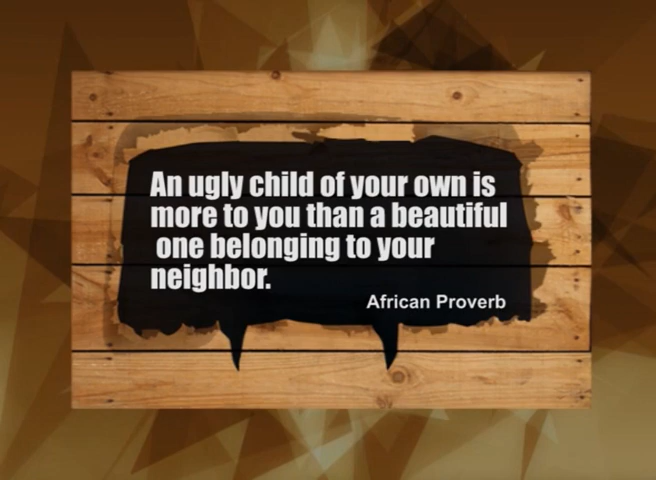 An ugly child of your own is
more to you than a beautiful
one belonging to your
neighbor.
African Proverb